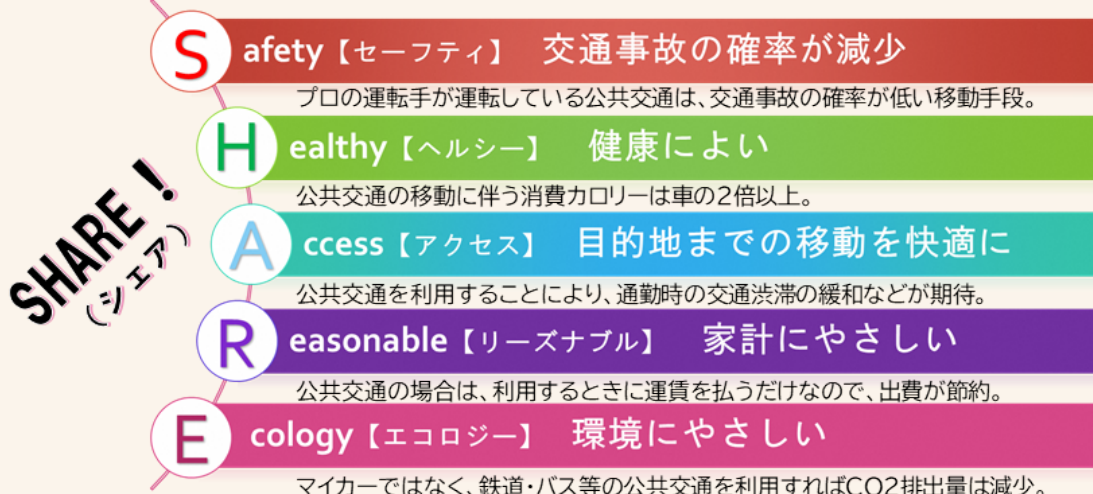 SHARE!
(シェア)
Safety【セーフティ】 交通事故の確率が減少
プロの運転手が運転している公共交通は、交通事故の確率が低い移動手段。
Healthy【ヘルシー】 健康によい
公共交通の移動に伴う消費カロリーは車の2倍以上。
Access【アクセス】 目的地までの移動を快適に
公共交通を利用することにより、通勤時の交通渋滞の緩和などが期待。
Reasonable【リーズナブル】 家計にやさしい
公共交通の場合は、利用するときに運賃を払うだけなので、出費が節約。
Ecology【エコロジー】 環境にやさしい
マイカーではなく、鉄道・バス等の公共交通を利用すればCO2排出量は減少。